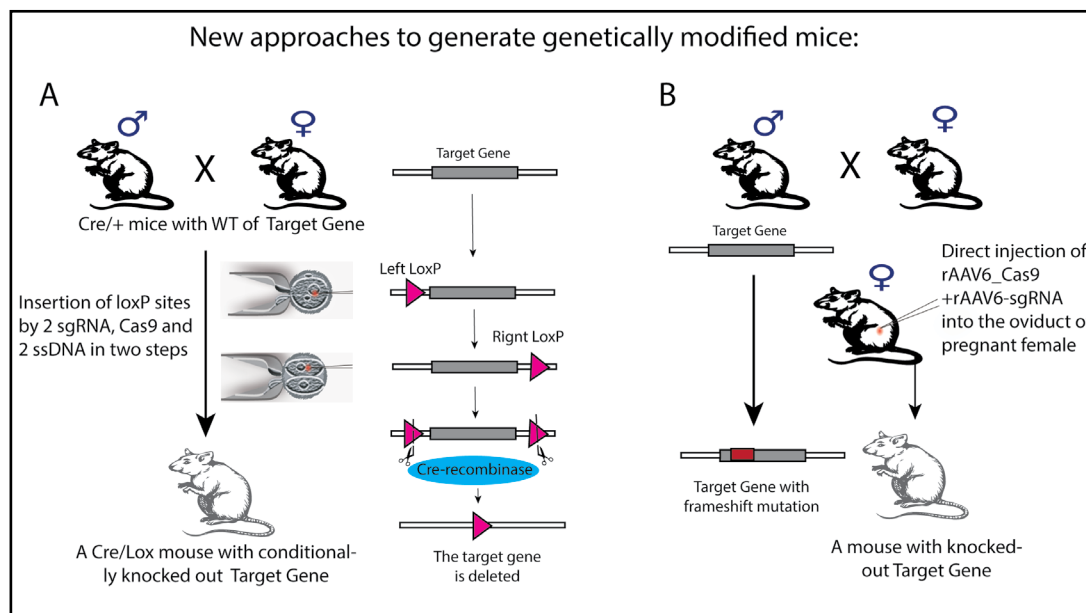 New approaches to generate genetically modified mice:
A
♂
♀
X
Cre/+ mice with WT of Target Gene
Insertion of loxP sites
by 2 sgRNA, Cas9 and
2 ssDNA in two steps
A Cre/Lox mouse with conditional-
ly knocked out Target Gene
Target Gene
Left LoxP
Rignt LoxP
Cre-recombinase
The target gene
is deleted
B
♂
♀
X
Target Gene
♀
Direct injection of
rAAV6_Cas9
+rAAV6-sgRNA
into the oviduct o
pregnant female
Target Gene with
frameshift mutation
A mouse with knocked-
out Target Gene